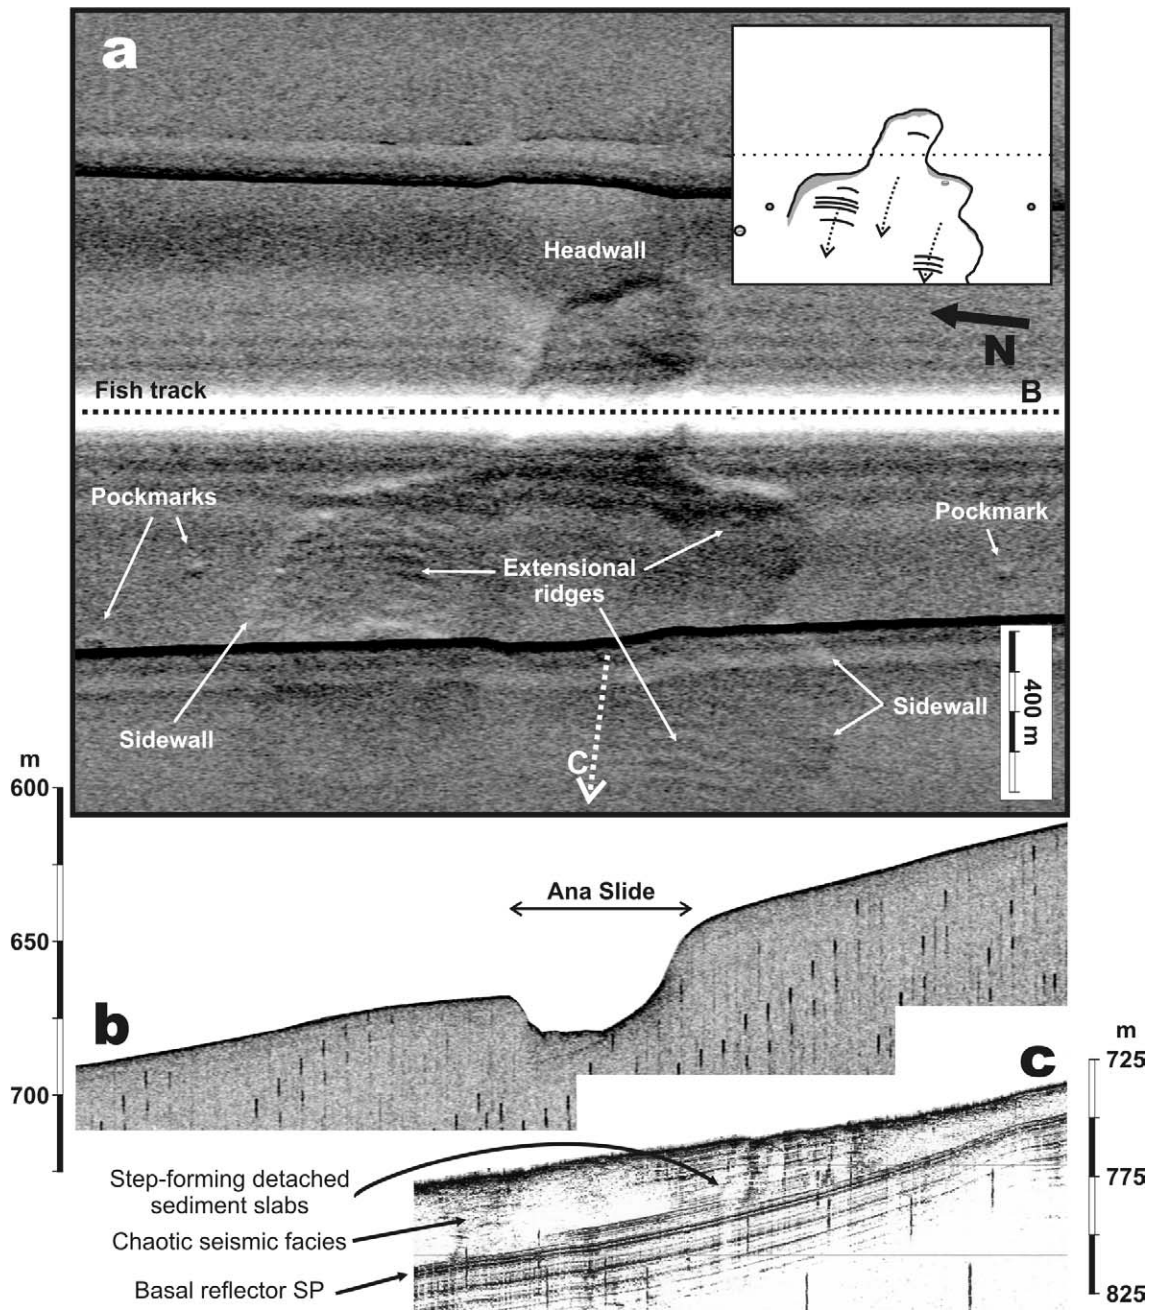 a
Headwall
N
Fish track
B
Pockmarks
Pockmark
Extensional
ridges
Sidewall
Sidewall
400 m
C
m
600
650
700
Ana Slide
b
c
m
725
775
825
Step-forming detached
sediment slabs
Chaotic seismic facies
Basal reflector SP